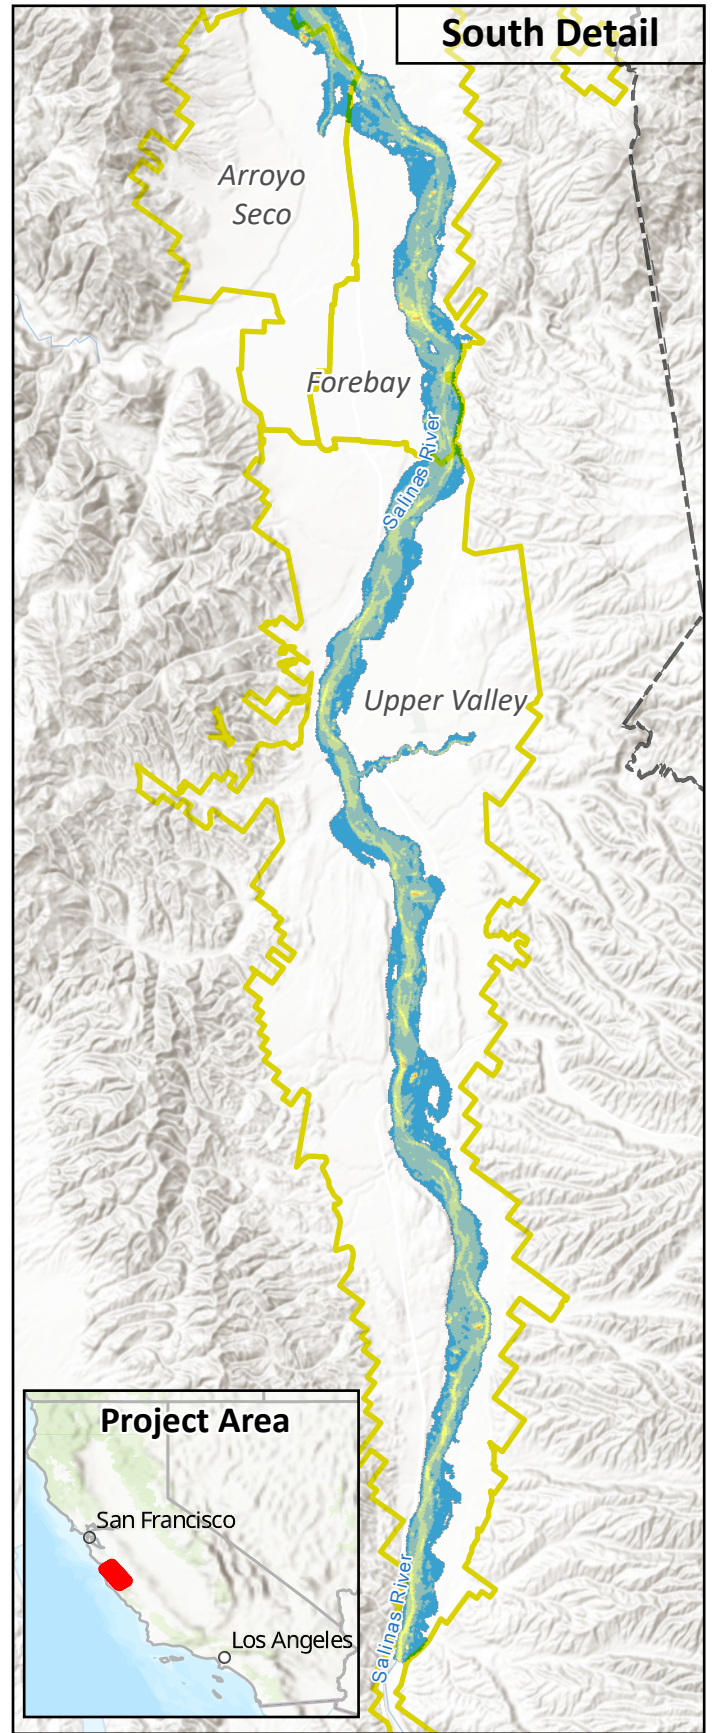 South Detail
Arroyo
Seco
Forebay
Salinas River
Upper Valley
Project Area
San Francisco
Los Angeles
Salinas River